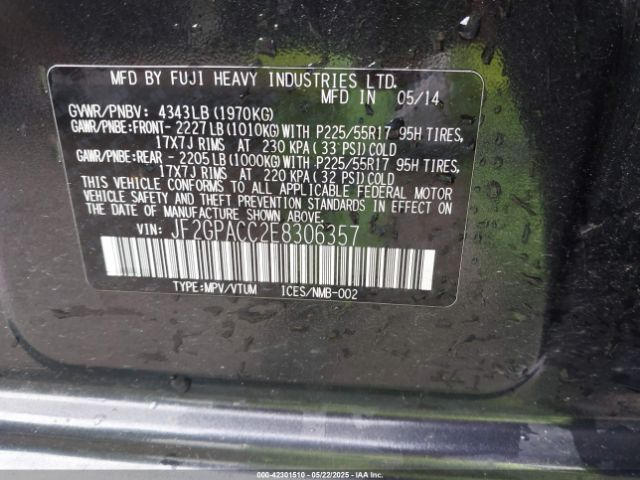 MFD BY FUJI HEAVY INDUSTRIES LTD.
MFD IN 05/14
GVWR/PNBV: 4343LB (1970KG)
GAWR/PNBE: FRONT- 2227LB (1010KG) WITH P225/55R17 95H TIRES,
17X7J RIMS AT 230 KPA (33 PSI) COLD
GAWR/PNBE: REAR - 2205LB (1000KG) WITH P225/55R17 95H TIRES,
17X7J RIMS AT 220 KPA (32 PSI) COLD
THIS VEHICLE CONFORMS TO ALL APPLICABLE FEDERAL MOTOR
VEHICLE SAFETY AND THEFT PREVENTION STANDARDS IN EFFECT
ON THE DATE OF MANUFACTURE SHOWN ABOVE.
VIN: JF2GPACC2E8306357
TYPE:MPV/VTUM ICES/NMB-002
000-42301510 - 05/22/2025 - IAAI.COM